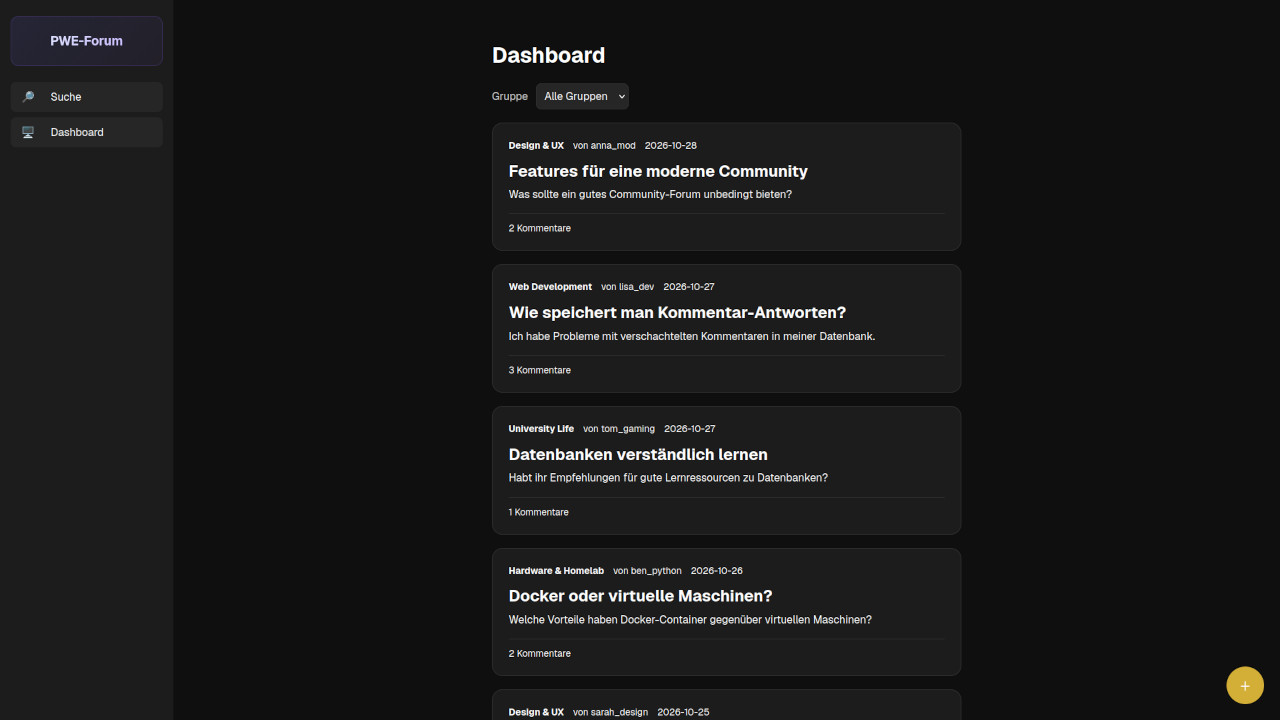 PWE-Forum
🔎 Suche
🖥️ Dashboard
Dashboard
Gruppe Alle Gruppen
Design & UX von anna_mod 2026-10-28
Features für eine moderne Community
Was sollte ein gutes Community-Forum unbedingt bieten?
2 Kommentare
Web Development von lisa_dev 2026-10-27
Wie speichert man Kommentar-Antworten?
Ich habe Probleme mit verschachtelten Kommentaren in meiner Datenbank.
3 Kommentare
University Life von tom_gaming 2026-10-27
Datenbanken verständlich lernen
Habt ihr Empfehlungen für gute Lernressourcen zu Datenbanken?
1 Kommentare
Hardware & Homelab von ben_python 2026-10-26
Docker oder virtuelle Maschinen?
Welche Vorteile haben Docker-Container gegenüber virtuellen Maschinen?
2 Kommentare
Design & UX von sarah_design 2026-10-25
+